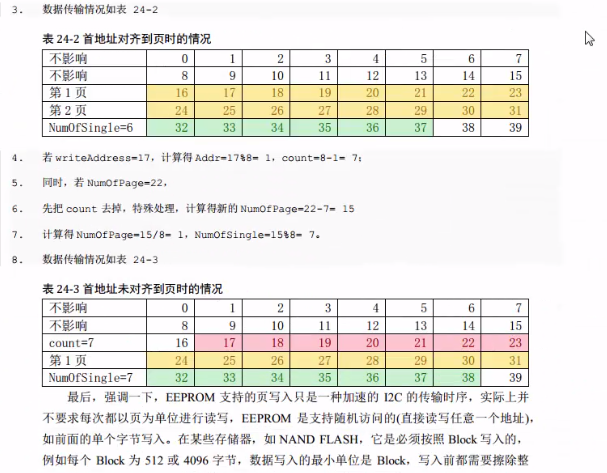 3. 数据传输情况如表 24-2
表 24-2 首地址对齐到页时的情况
不影响 0 1 2 3 4 5 6 7
不影响 8 9 10 11 12 13 14 15
第 1 页 16 17 18 19 20 21 22 23
第 2 页 24 25 26 27 28 29 30 31
NumOfSingle=6 32 33 34 35 36 37 38 39
4. 若 writeAddress=17，计算得 Addr=17%8= 1，count=8-1= 7；
5. 同时，若 NumOfPage=22，
6. 先把 count 去掉，特殊处理，计算得新的 NumOfPage=22-7= 15
7. 计算得 NumOfPage=15/8= 1，NumOfSingle=15%8= 7。
8. 数据传输情况如表 24-3
表 24-3 首地址未对齐到页时的情况
不影响 0 1 2 3 4 5 6 7
不影响 8 9 10 11 12 13 14 15
count=7 16 17 18 19 20 21 22 23
第 1 页 24 25 26 27 28 29 30 31
NumOfSingle=7 32 33 34 35 36 37 38 39
最后，强调一下，EEPROM 支持的页写入只是一种加速的 I2C 的传输时序，实际上并
不要求每次都以页为单位进行读写，EEPROM 是支持随机访问的(直接读写任意一个地址)，
如前面的单个字节写入。在某些存储器，如 NAND FLASH，它是必须按照 Block 写入的，
例如每个 Block 为 512 或 4096 字节，数据写入的最小单位是 Block，写入前都需要擦除整